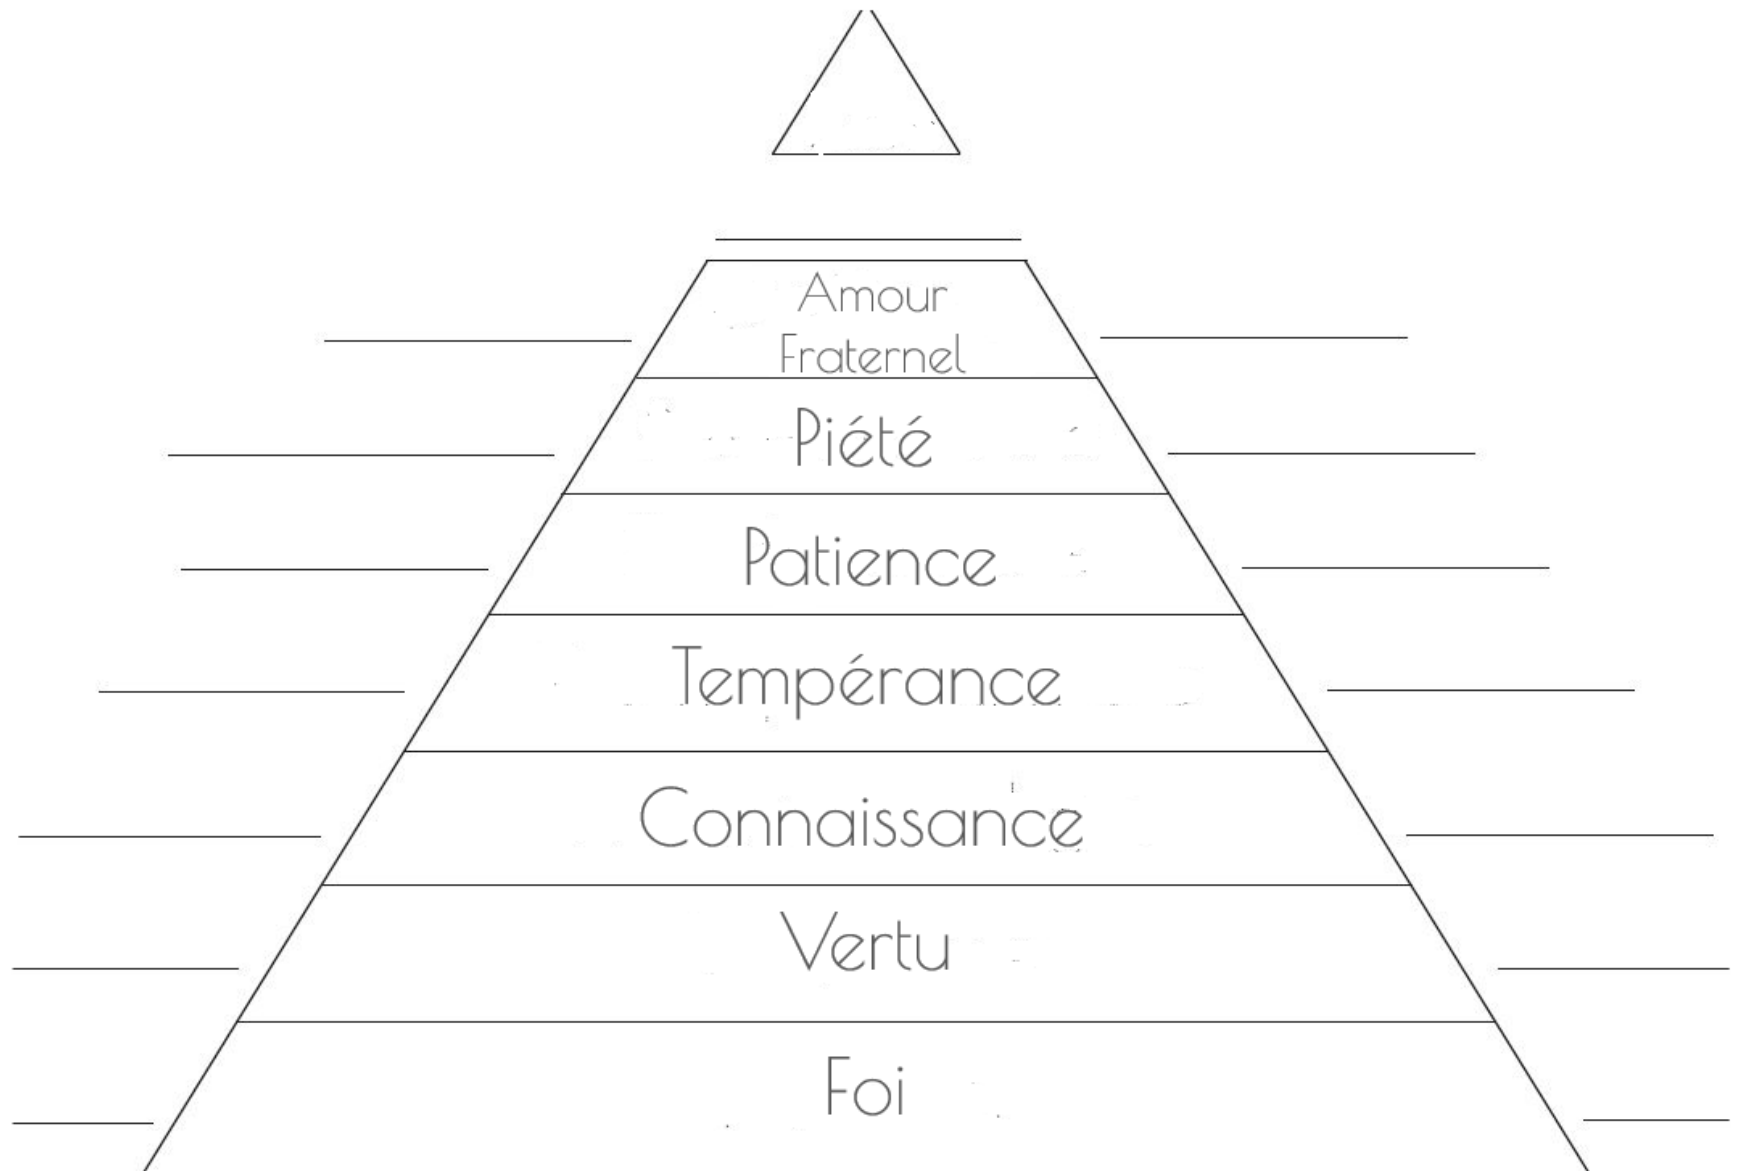 Amour
Fraternel
Piété
Patience
Tempérance
Connaissance
Vertu
Foi